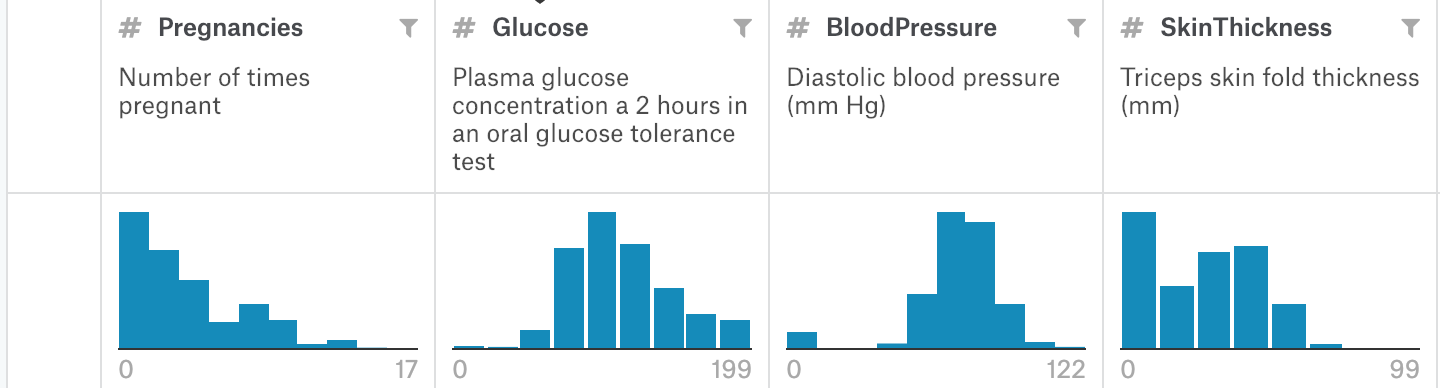 # Pregnancies
Number of times
pregnant
0 17
# Glucose
Plasma glucose
concentration a 2 hours in
an oral glucose tolerance
test
0 199
# BloodPressure
Diastolic blood pressure
(mm Hg)
0 122
# SkinThickness
Triceps skin fold thickness
(mm)
0 99